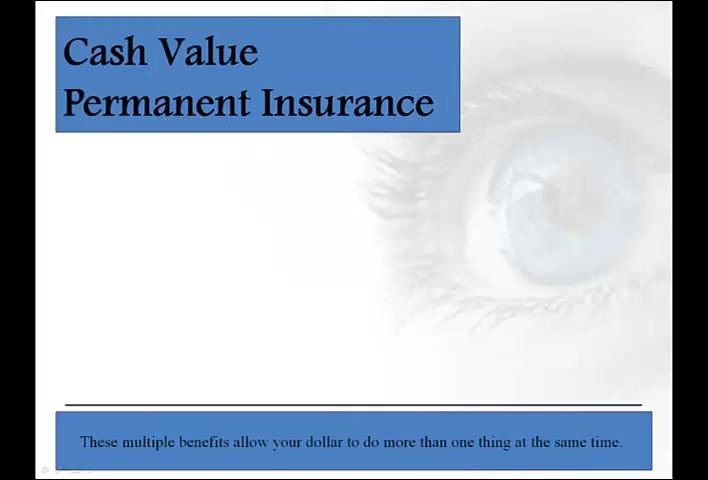 Cash Value
Permanent Insurance
These multiple benefits allow your dollar to do more than one thing at the same time.